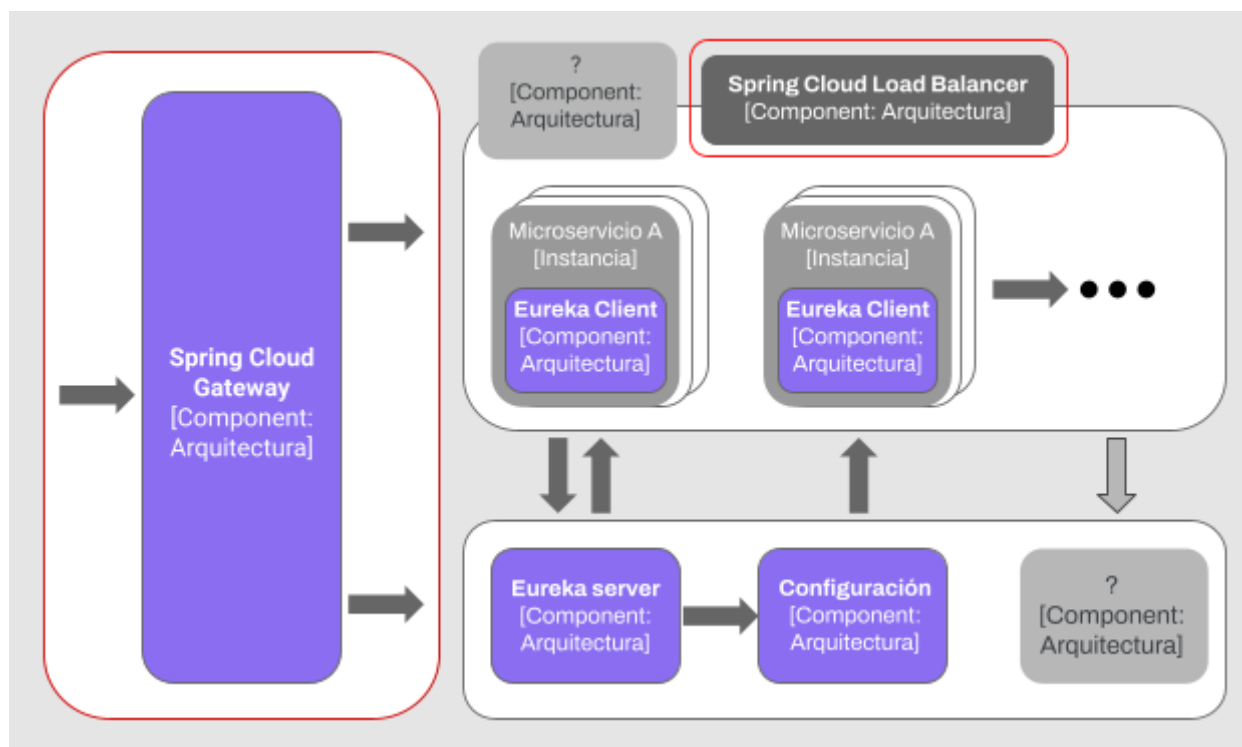 Spring Cloud
Gateway
[Component:
Arquitectura]
?
[Component:
Arquitectura]
Spring Cloud Load Balancer
[Component: Arquitectura]
Microservicio A
[Instancia]
Eureka Client
[Component:
Arquitectura]
Microservicio A
[Instancia]
Eureka Client
[Component:
Arquitectura]
Eureka server
[Component:
Arquitectura]
Configuración
[Component:
Arquitectura]
?
[Component:
Arquitectura]